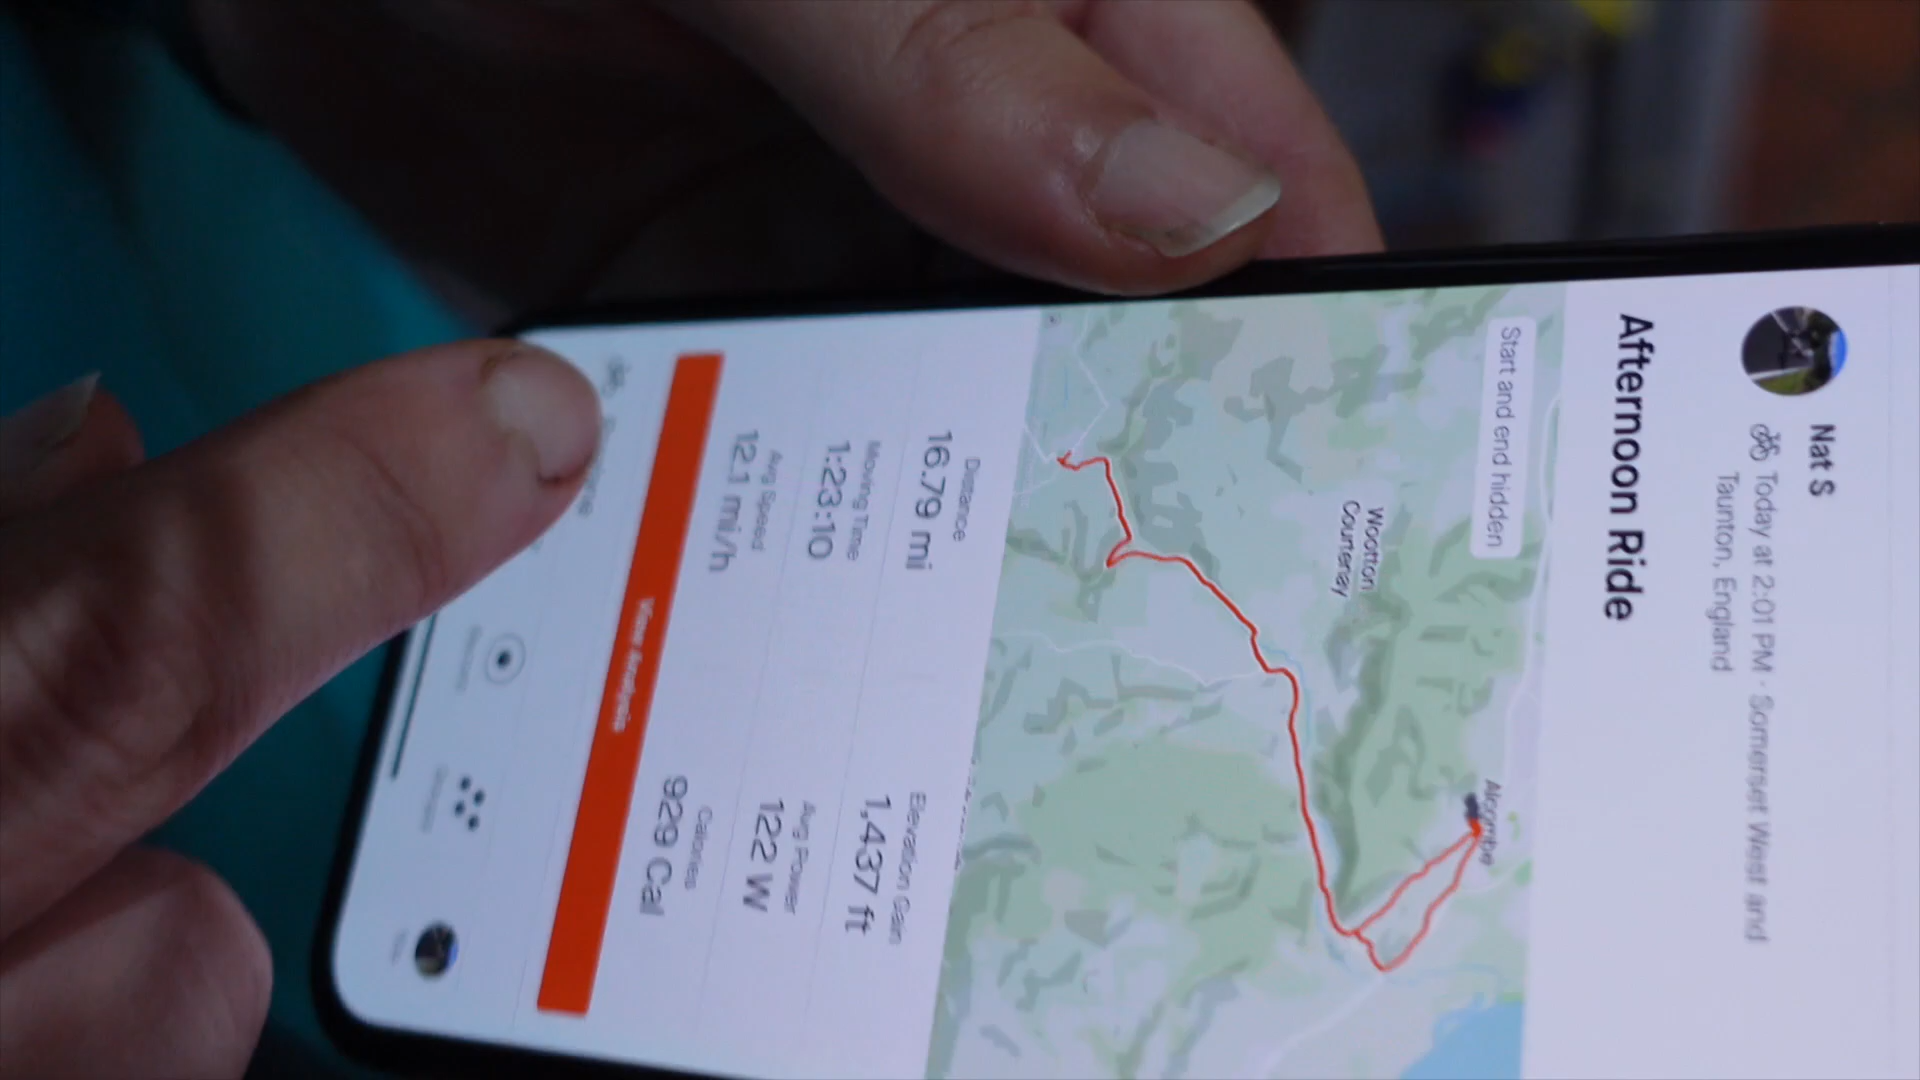 Nat S
Today at 2:01 PM · Somerset West and
Taunton, England
Afternoon Ride
Start and end hidden
Wootton
Courtenay
Alcombe
Distance
16.79 mi
Elevation Gain
1,437 ft
Moving Time
1:23:10
Avg Power
122 W
Avg Speed
12.1 mi/h
Calories
929 Cal
View Analysis